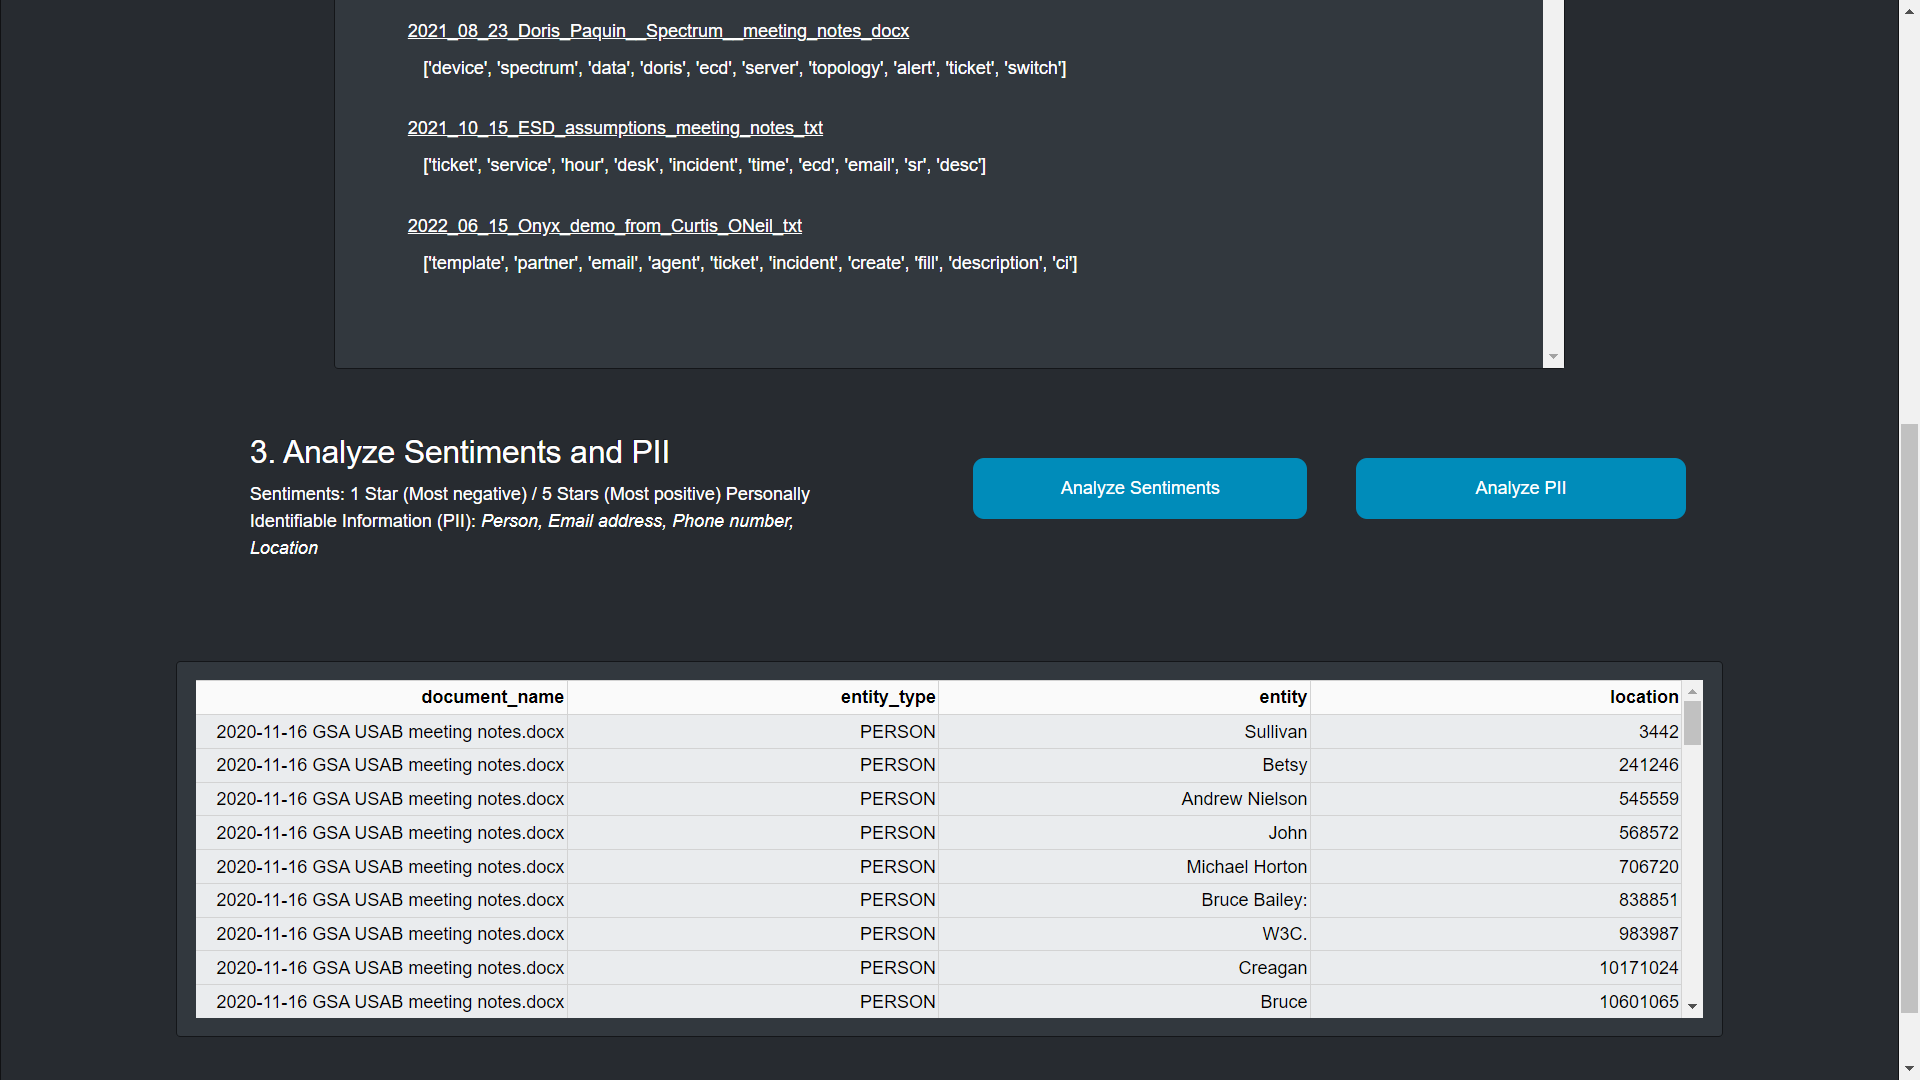 2021_08_23_Doris_Paquin__Spectrum__meeting_notes_docx
['device', 'spectrum', 'data', 'doris', 'ecd', 'server', 'topology', 'alert', 'ticket', 'switch']
2021_10_15_ESD_assumptions_meeting_notes_txt
['ticket', 'service', 'hour', 'desk', 'incident', 'time', 'ecd', 'email', 'sr', 'desc']
2022_06_15_Onyx_demo_from_Curtis_ONeil_txt
['template', 'partner', 'email', 'agent', 'ticket', 'incident', 'create', 'fill', 'description', 'ci']
3. Analyze Sentiments and PII
Sentiments: 1 Star (Most negative) / 5 Stars (Most positive) Personally
Identifiable Information (PII): Person, Email address, Phone number,
Location
Analyze Sentiments
Analyze PII
document_name entity_type entity location
2020-11-16 GSA USAB meeting notes.docx PERSON Sullivan 3442
2020-11-16 GSA USAB meeting notes.docx PERSON Betsy 241246
2020-11-16 GSA USAB meeting notes.docx PERSON Andrew Nielson 545559
2020-11-16 GSA USAB meeting notes.docx PERSON John 568572
2020-11-16 GSA USAB meeting notes.docx PERSON Michael Horton 706720
2020-11-16 GSA USAB meeting notes.docx PERSON Bruce Bailey: 838851
2020-11-16 GSA USAB meeting notes.docx PERSON W3C. 983987
2020-11-16 GSA USAB meeting notes.docx PERSON Creagan 10171024
2020-11-16 GSA USAB meeting notes.docx PERSON Bruce 10601065